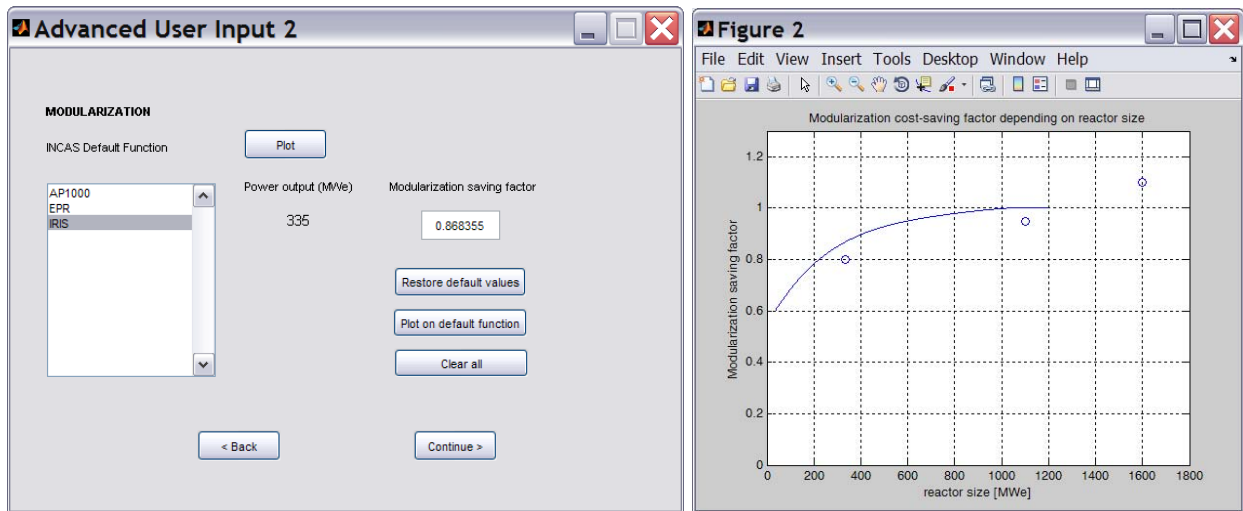 Advanced User Input 2
MODULARIZATION
INCAS Default Function
Plot
AP1000
EPR
IRIS
Power output (MWe)
335
Modularization saving factor
0.868355
Restore default values
Plot on default function
Clear all
< Back
Continue >
Figure 2
File Edit View Insert Tools Desktop Window Help
Modularization cost-saving factor depending on reactor size
Modularization saving factor
1.2
1
0.8
0.6
0.4
0.2
0
0 200 400 600 800 1000 1200 1400 1600 1800
reactor size [MWe]